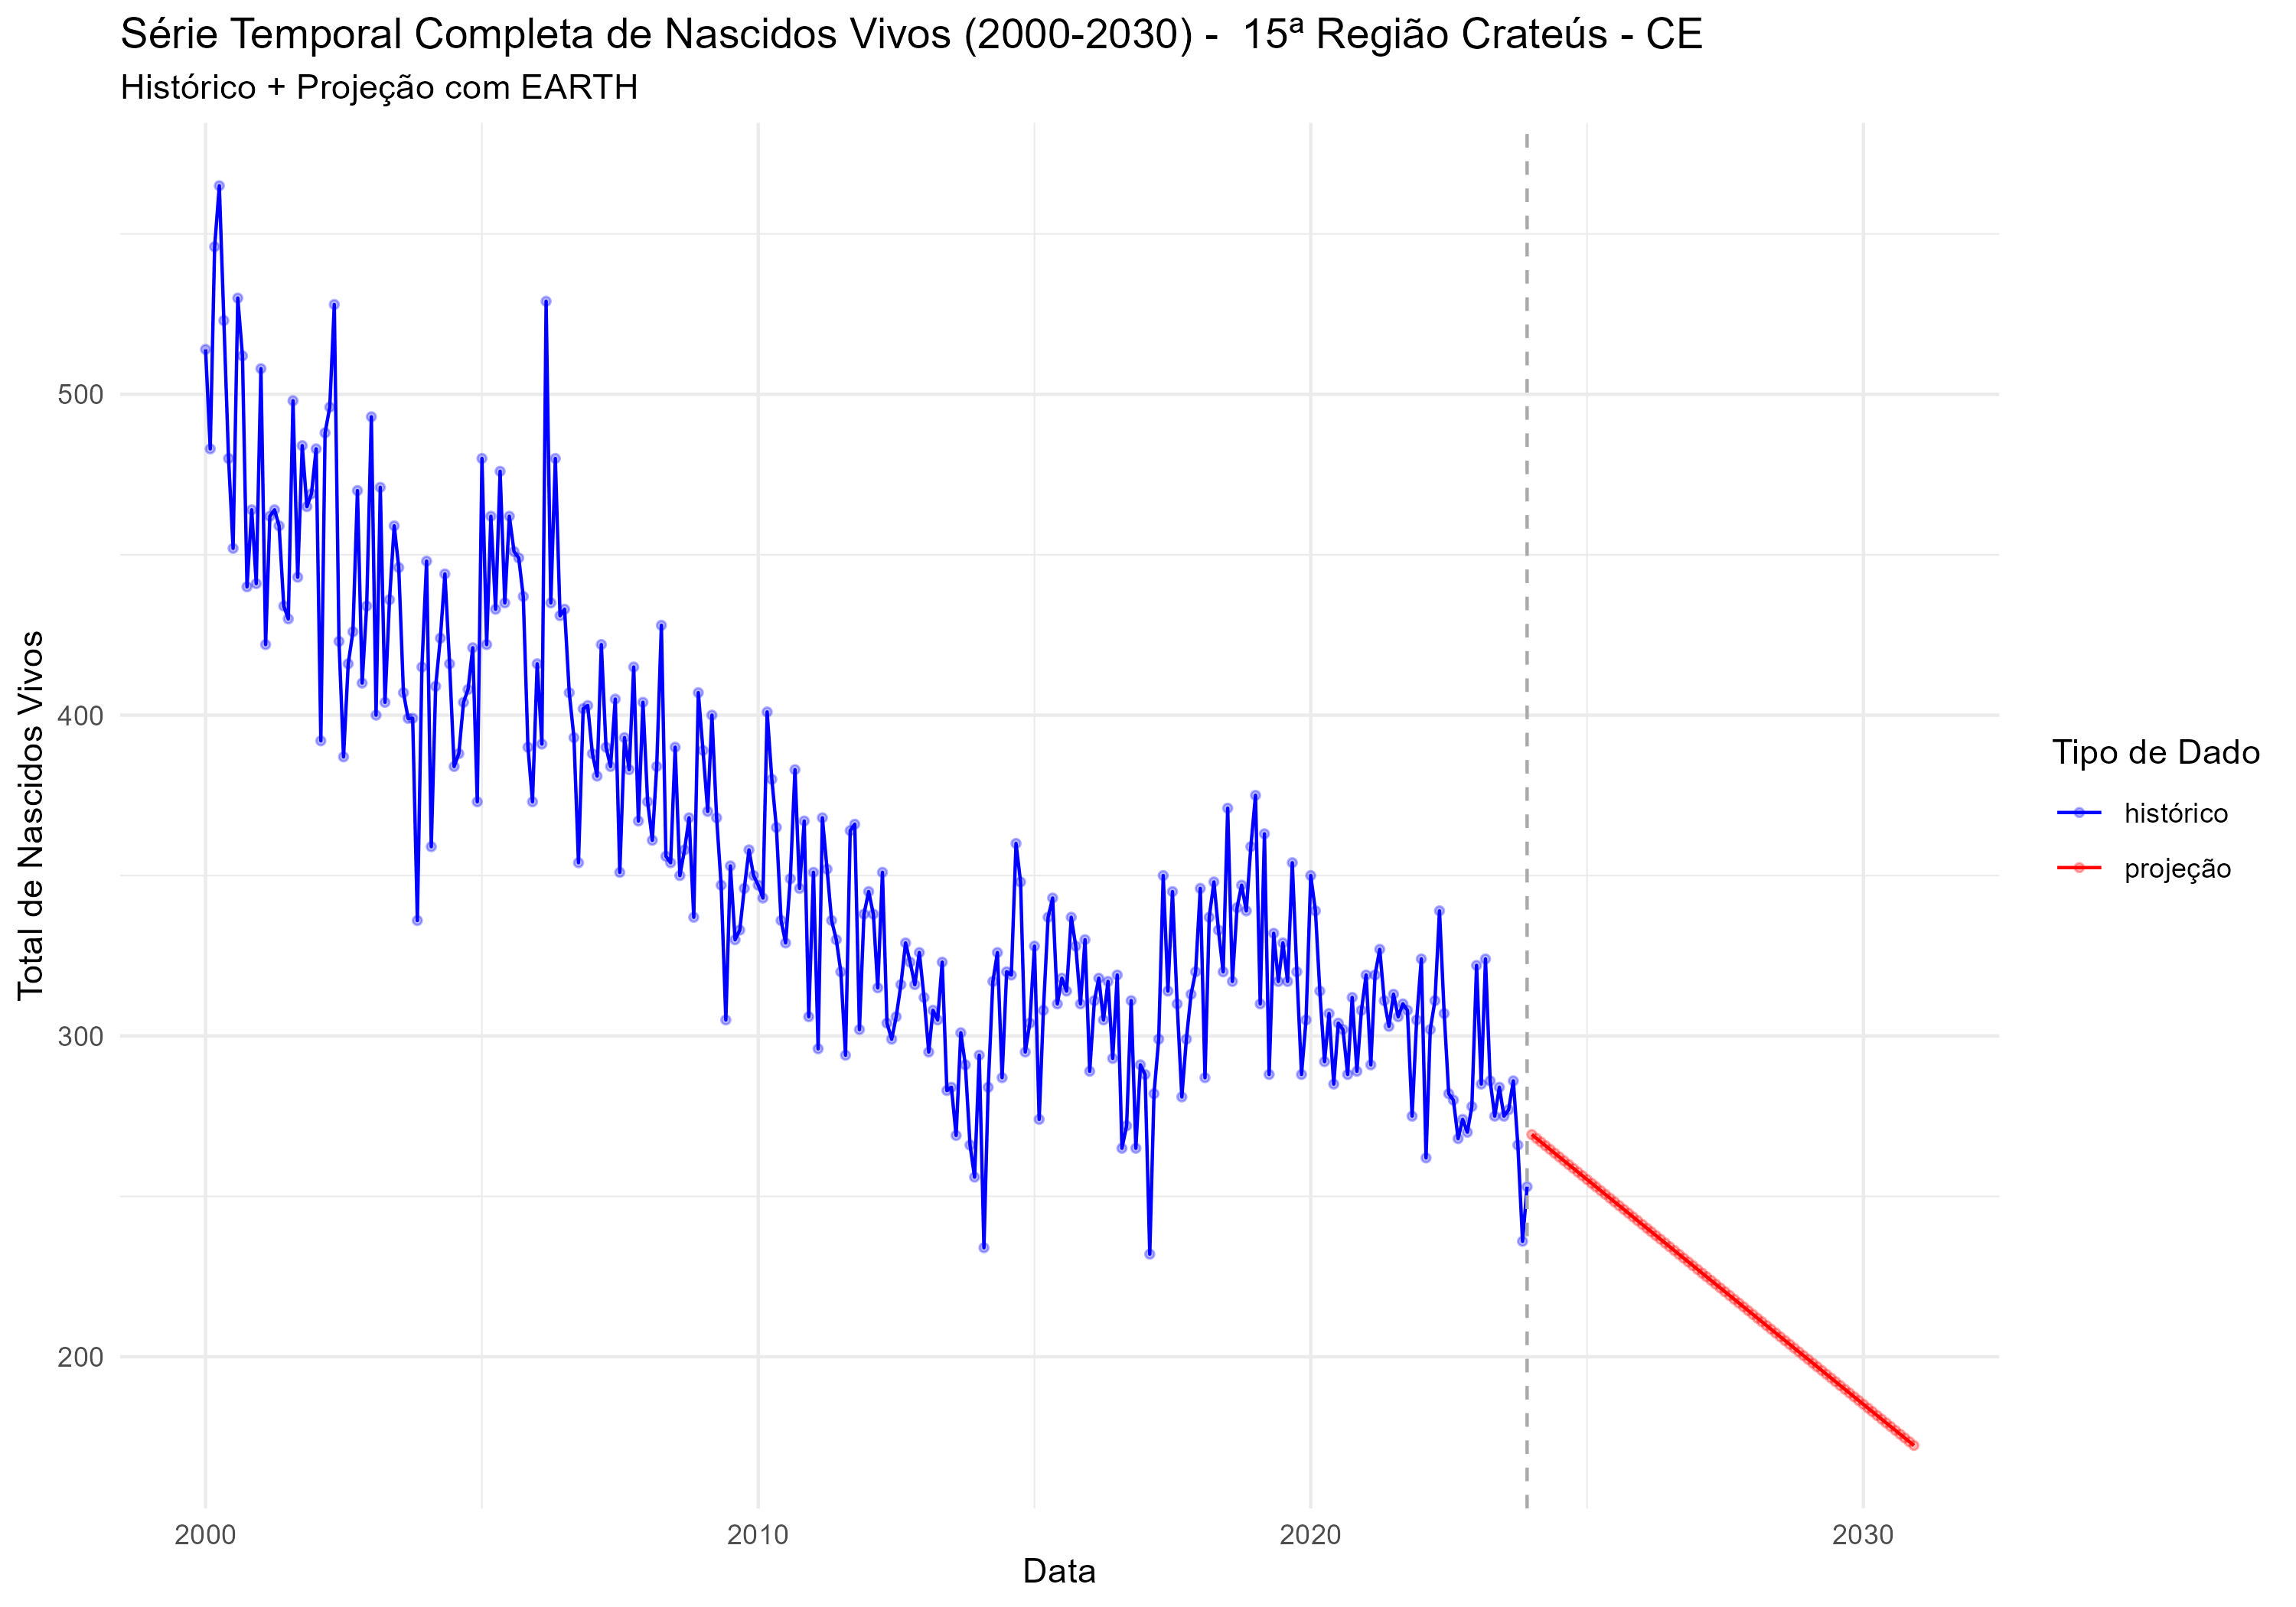 Série Temporal Completa de Nascidos Vivos (2000-2030) -  15ª Região Crateús - CE
Histórico + Projeção com EARTH
Total de Nascidos Vivos
500
400
300
200
2000
2010
2020
2030
Data
Tipo de Dado
histórico
projeção